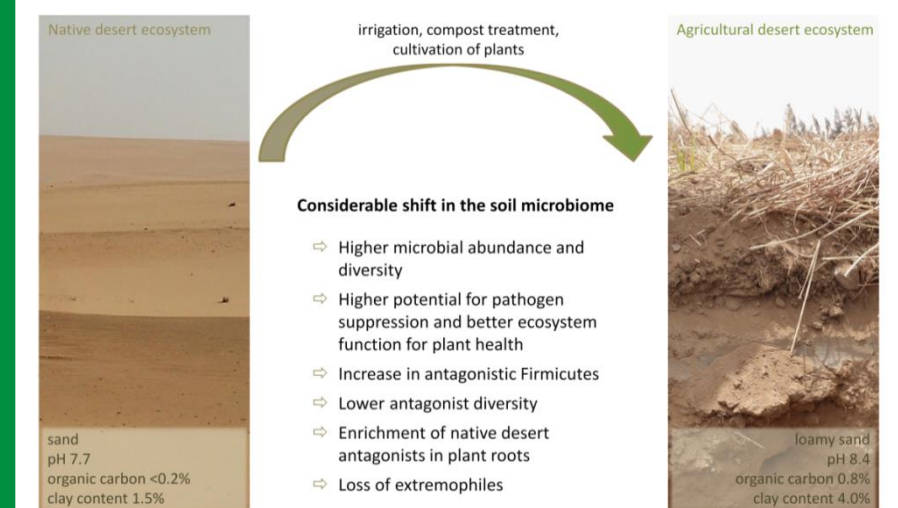 Native desert ecosystem
irrigation, compost treatment,
cultivation of plants
Agricultural desert ecosystem
Considerable shift in the soil microbiome
⇨ Higher microbial abundance and
diversity
⇨ Higher potential for pathogen
suppression and better ecosystem
function for plant health
⇨ Increase in antagonistic Firmicutes
⇨ Lower antagonist diversity
⇨ Enrichment of native desert
antagonists in plant roots
⇨ Loss of extremophiles
sand
pH 7.7
organic carbon <0.2%
clay content 1.5%
loamy sand
pH 8.4
organic carbon 0.8%
clay content 4.0%